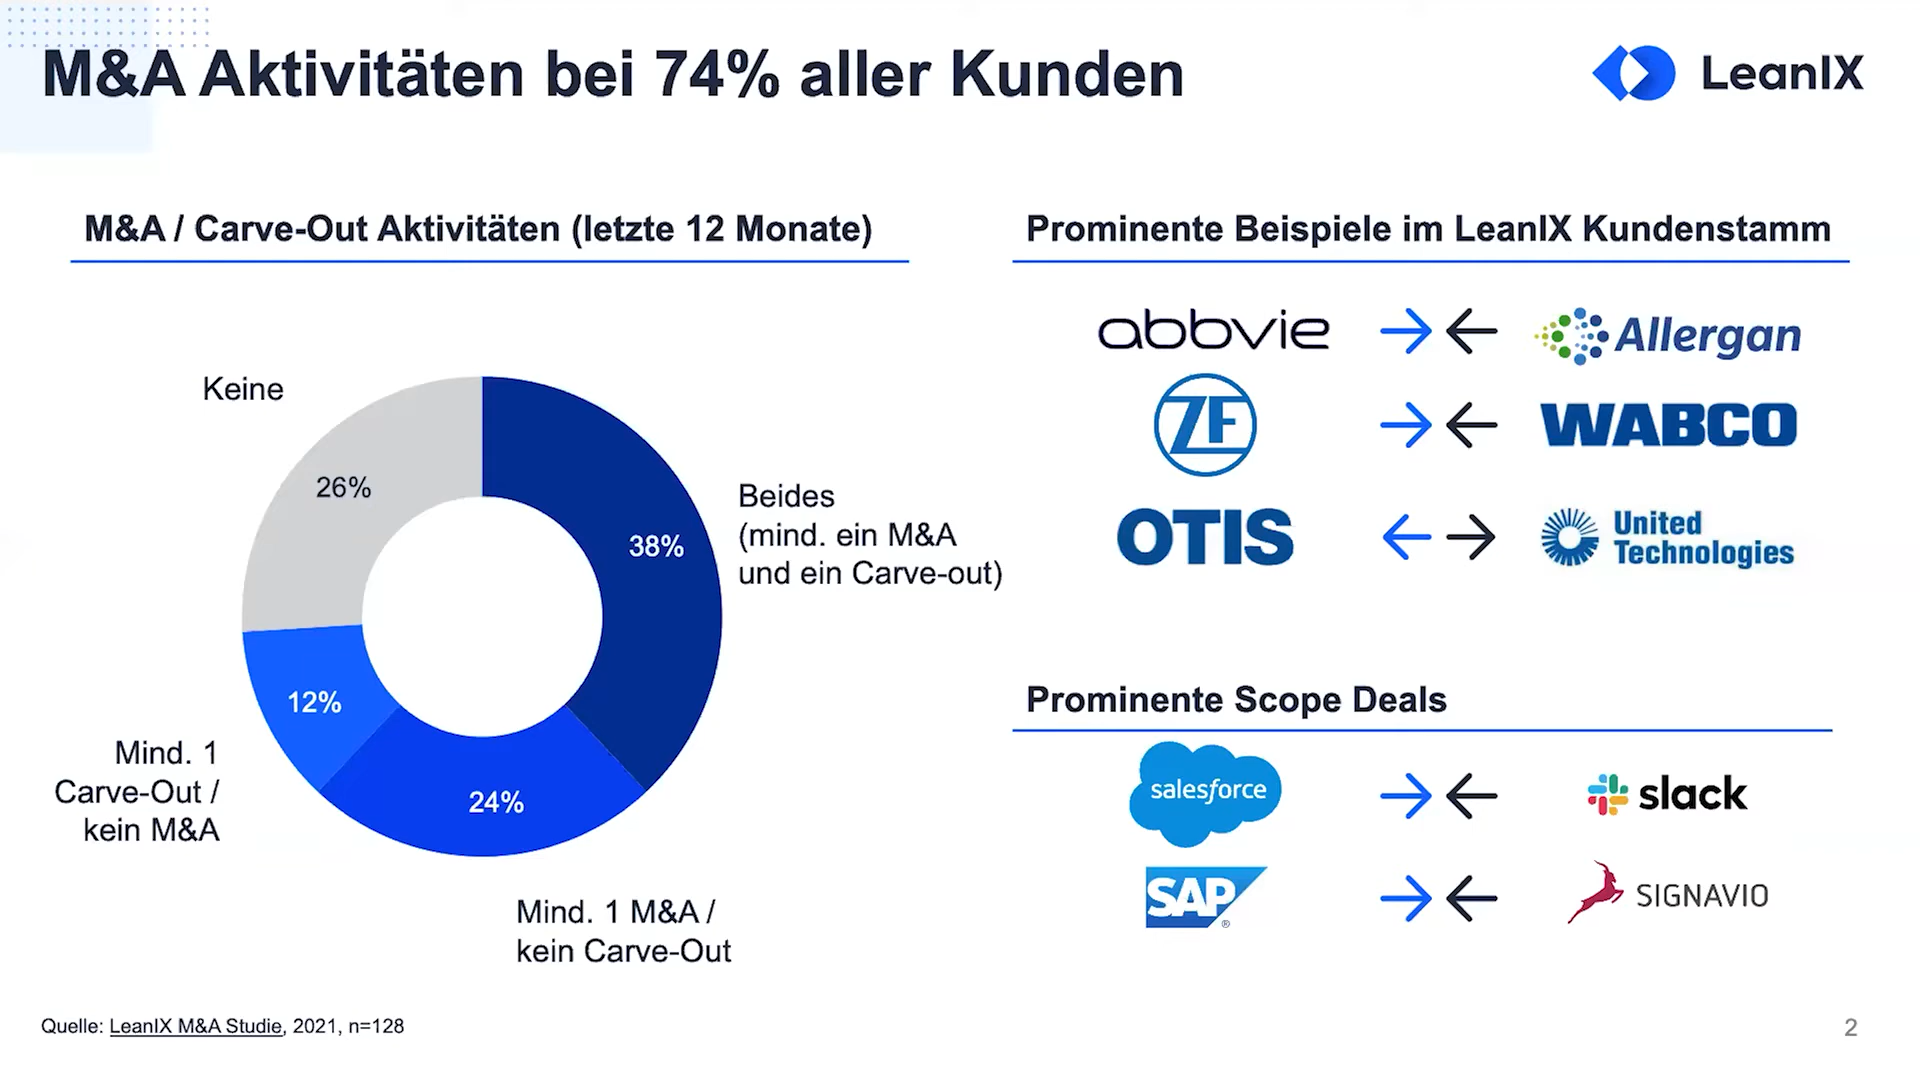 M&A Aktivitäten bei 74% aller Kunden
LeanIX
M&A / Carve-Out Aktivitäten (letzte 12 Monate)
Keine
26%
38%
Beides
(mind. ein M&A
und ein Carve-out)
12%
Mind. 1
Carve-Out /
kein M&A
24%
Mind. 1 M&A /
kein Carve-Out
Prominente Beispiele im LeanIX Kundenstamm
abbvie
Allergan
ZF
WABCO
OTIS
United
Technologies
Prominente Scope Deals
salesforce
slack
SAP®
SIGNAVIO
Quelle: LeanIX M&A Studie, 2021, n=128
2